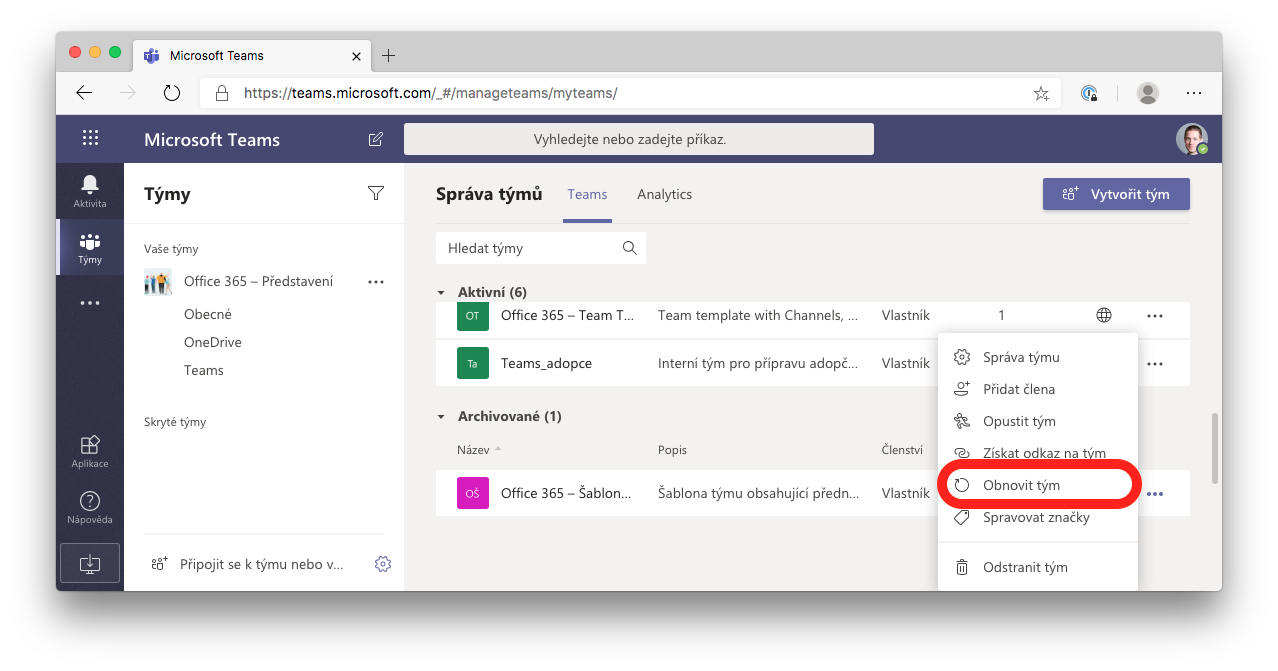 Microsoft Teams
https://teams.microsoft.com/_#/manageteams/myteams/
Microsoft Teams
Vyhledejte nebo zadejte příkaz.
Aktivita
Týmy
Aplikace
Nápověda
Týmy
Vaše týmy
Office 365 – Představení
Obecné
OneDrive
Teams
Skryté týmy
Připojit se k týmu nebo v...
Správa týmů
Teams
Analytics
Vytvořit tým
Hledat týmy
Aktivní (6)
OT Office 365 – Team T... Team template with Channels, ... Vlastník 1
Ta Teams_adopce Interní tým pro přípravu adopč... Vlastník
Archivované (1)
Název Popis Členství
OŠ Office 365 – Šablon... Šablona týmu obsahující předn... Vlastník
Správa týmu
Přidat člena
Opustit tým
Získat odkaz na tým
Obnovit tým
Spravovat značky
Odstranit tým